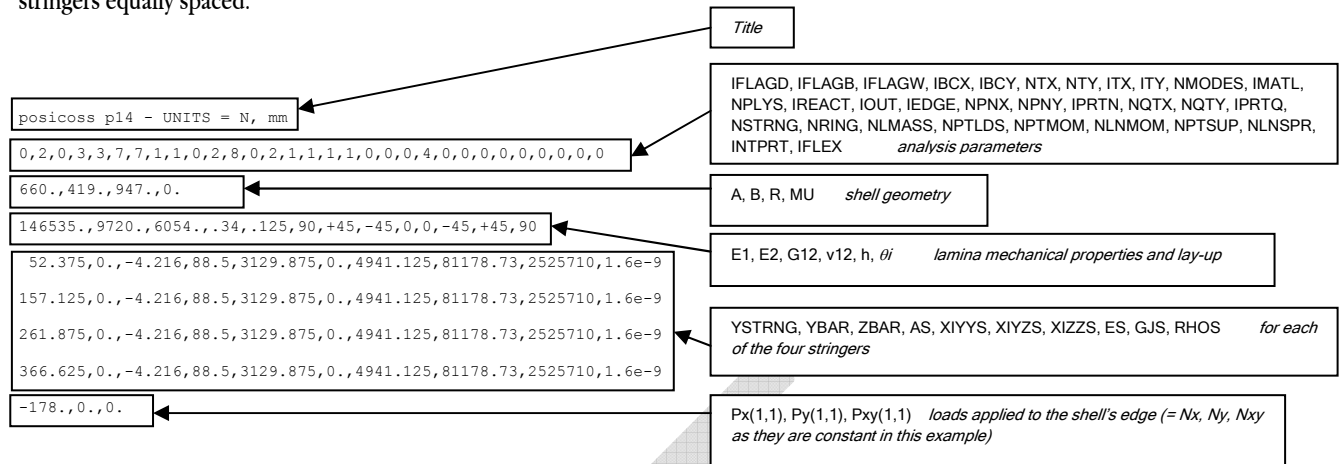 stringers equally spaced.
Title
posicoss p14 - UNITS = N, mm
IFLAGD, IFLAGB, IFLAGW, IBCX, IBCY, NTX, NTY, ITX, ITY, NMODES, IMATL,
NPLYS, IREACT, IOUT, IEDGE, NPNX, NPNY, IPRTN, NQTX, NQTY, IPRTQ,
NSTRNG, NRING, NLMASS, NPTLDS, NPTMOM, NLNMOM, NPTSUP, NLNSPR,
INTPRT, IFLEX analysis parameters
0,2,0,3,3,7,7,1,1,0,2,8,0,2,1,1,1,1,0,0,0,4,0,0,0,0,0,0,0,0,0
660.,419.,947.,0.
A, B, R, MU shell geometry
146535.,9720.,6054.,.34,.125,90,+45,-45,0,0,-45,+45,90
E1, E2, G12, v12, h, θi lamina mechanical properties and lay-up
52.375,0.,-4.216,88.5,3129.875,0.,4941.125,81178.73,2525710,1.6e-9
157.125,0.,-4.216,88.5,3129.875,0.,4941.125,81178.73,2525710,1.6e-9
261.875,0.,-4.216,88.5,3129.875,0.,4941.125,81178.73,2525710,1.6e-9
366.625,0.,-4.216,88.5,3129.875,0.,4941.125,81178.73,2525710,1.6e-9
YSTRNG, YBAR, ZBAR, AS, XIYYS, XIYZS, XIZZS, ES, GJS, RHOS for each
of the four stringers
-178.,0.,0.
Px(1,1), Py(1,1), Pxy(1,1) loads applied to the shell's edge (= Nx, Ny, Nxy
as they are constant in this example)